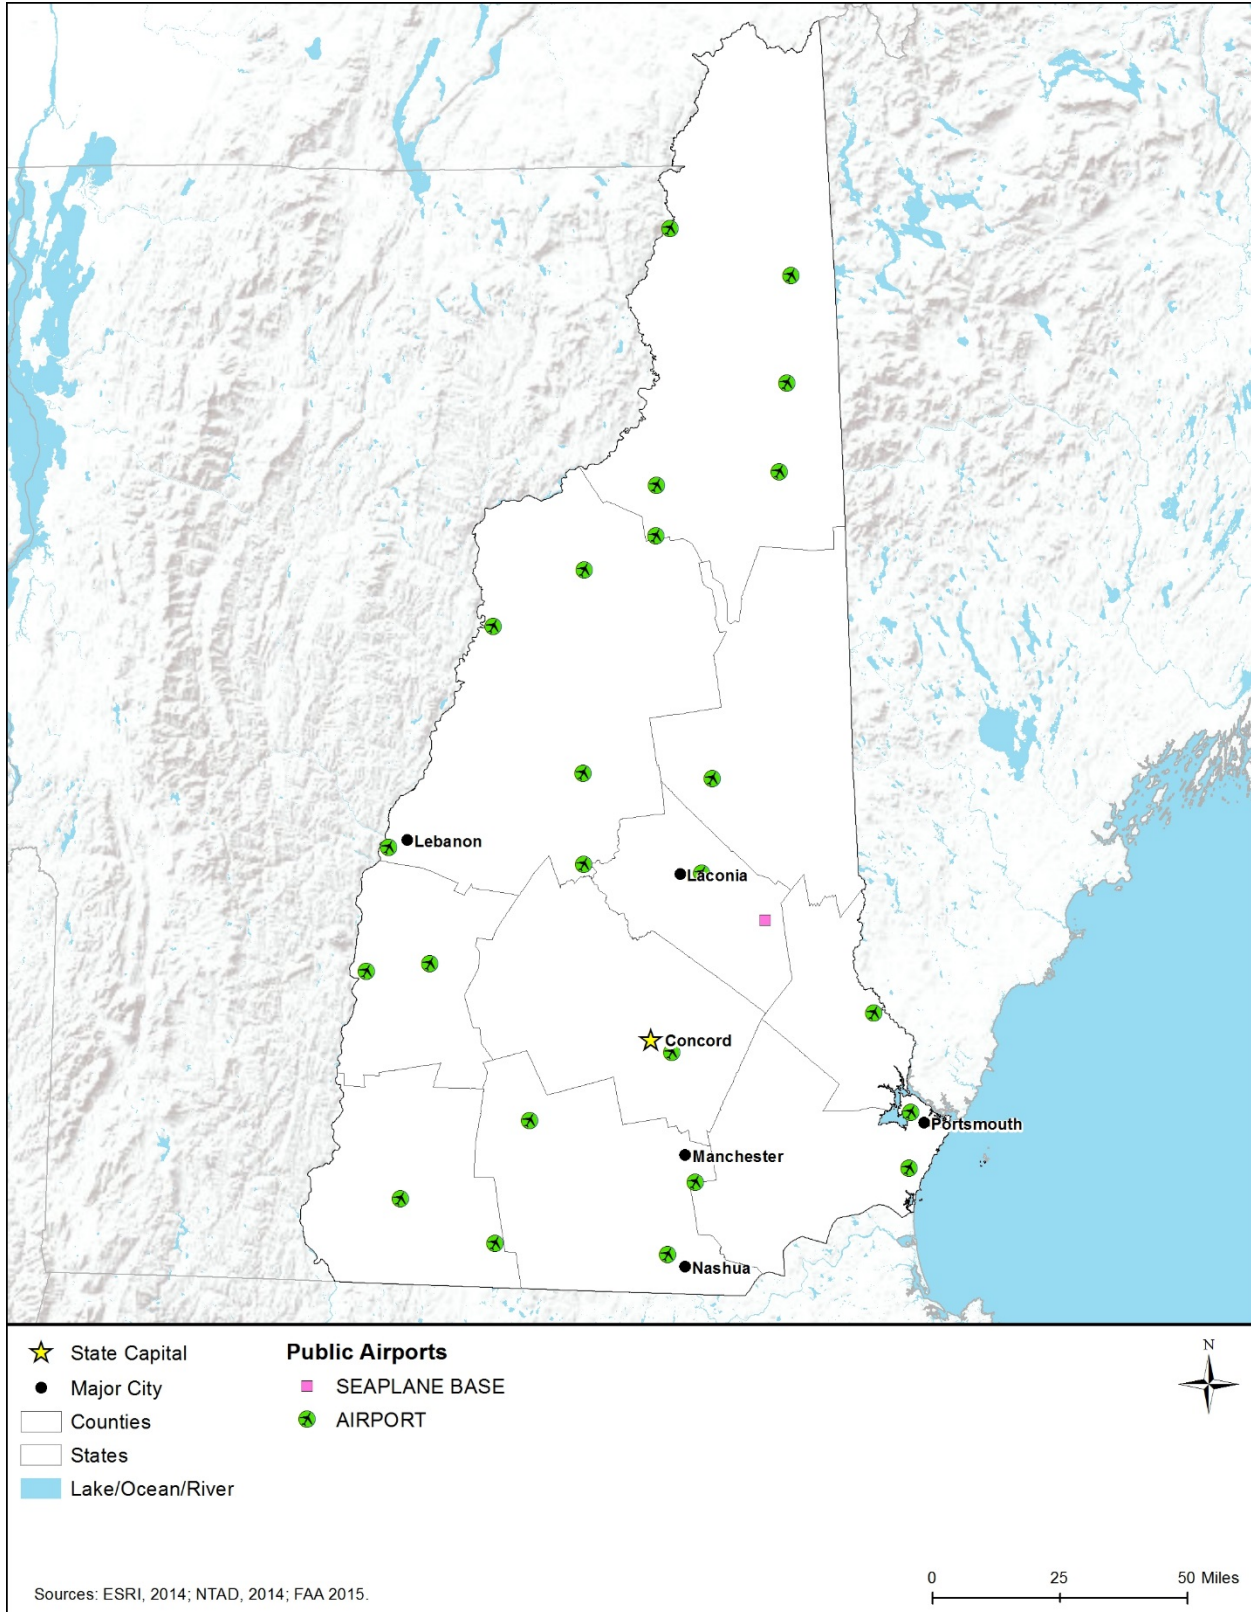 Lebanon
Laconia
Concord
Portsmouth
Manchester
Nashua
State Capital
Major City
Counties
States
Lake/Ocean/River
Public Airports
SEAPLANE BASE
AIRPORT
N
0 25 50 Miles
Sources: ESRI, 2014; NTAD, 2014; FAA 2015.